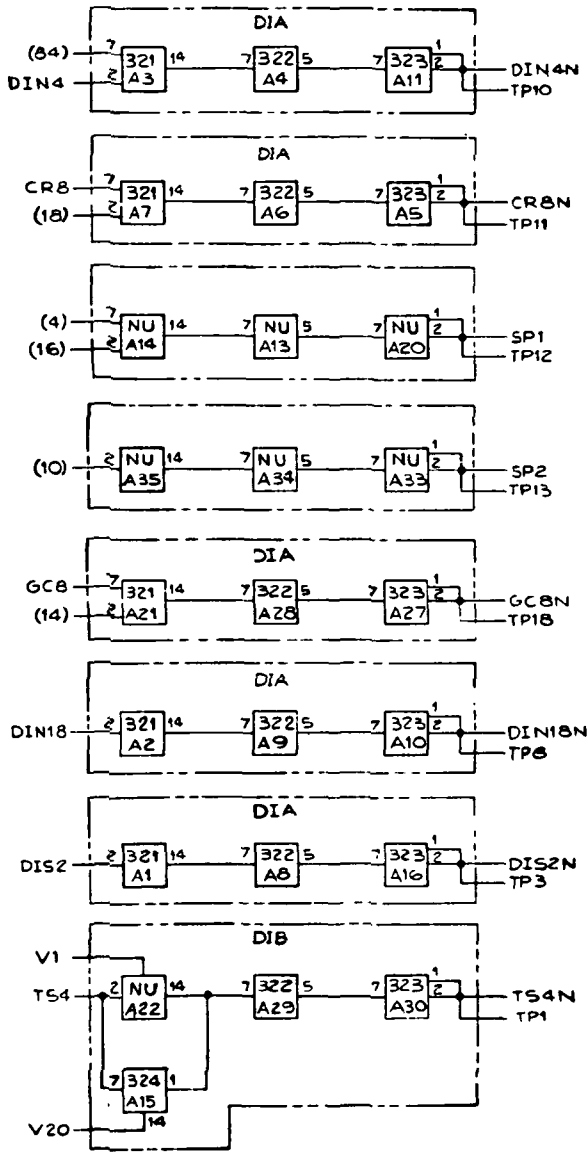 DIA
(84) 7 321 A3 14 7 322 A4 5 7 323 A11 1 2 DIN4N
DIN4 2 TP10
DIA
CR8 7 321 A7 14 7 322 A6 5 7 323 A5 1 2 CR8N
(18) 2 TP11
(4) 7 NU A14 14 7 NU A13 5 7 NU A20 1 2 SP1
(16) 2 TP12
(10) 2 NU A35 14 7 NU A34 5 7 NU A33 1 2 SP2
TP13
DIA
GC8 7 321 A21 14 7 322 A28 5 7 323 A27 1 2 GC8N
(14) 2 TP18
DIA
DIN18 2 321 A2 14 7 322 A9 5 7 323 A10 1 2 DIN18N
TP8
DIA
DIS2 2 321 A1 14 7 322 A8 5 7 323 A16 1 2 DIS2N
TP3
DIB
V1
TS4 2 NU A22 14 7 322 A29 5 7 323 A30 1 2 TS4N
TP1
7 324 A15 1
V20 14